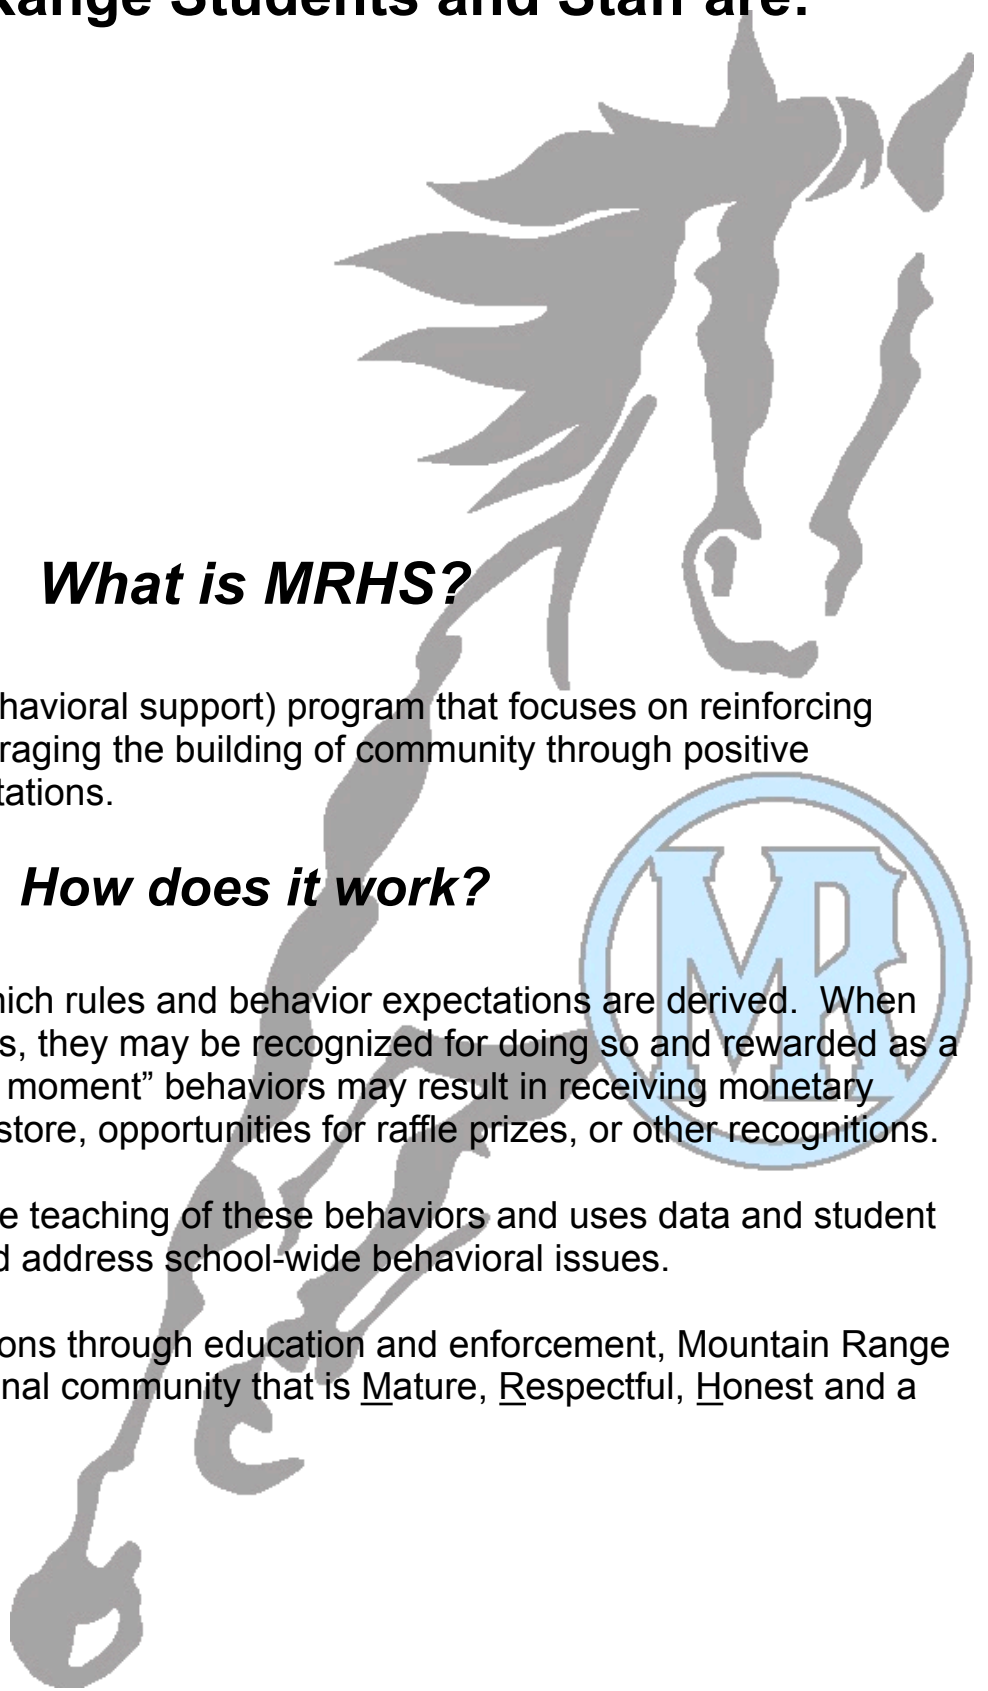 Range Students and Staff are:
What is MRHS?
havioral support) program that focuses on reinforcing
raging the building of community through positive
tations.
How does it work?
hich rules and behavior expectations are derived.  When
s, they may be recognized for doing so and rewarded as a
moment” behaviors may result in receiving monetary
store, opportunities for raffle prizes, or other recognitions.
e teaching of these behaviors and uses data and student
d address school-wide behavioral issues.
ons through education and enforcement, Mountain Range
nal community that is Mature, Respectful, Honest and a
MR